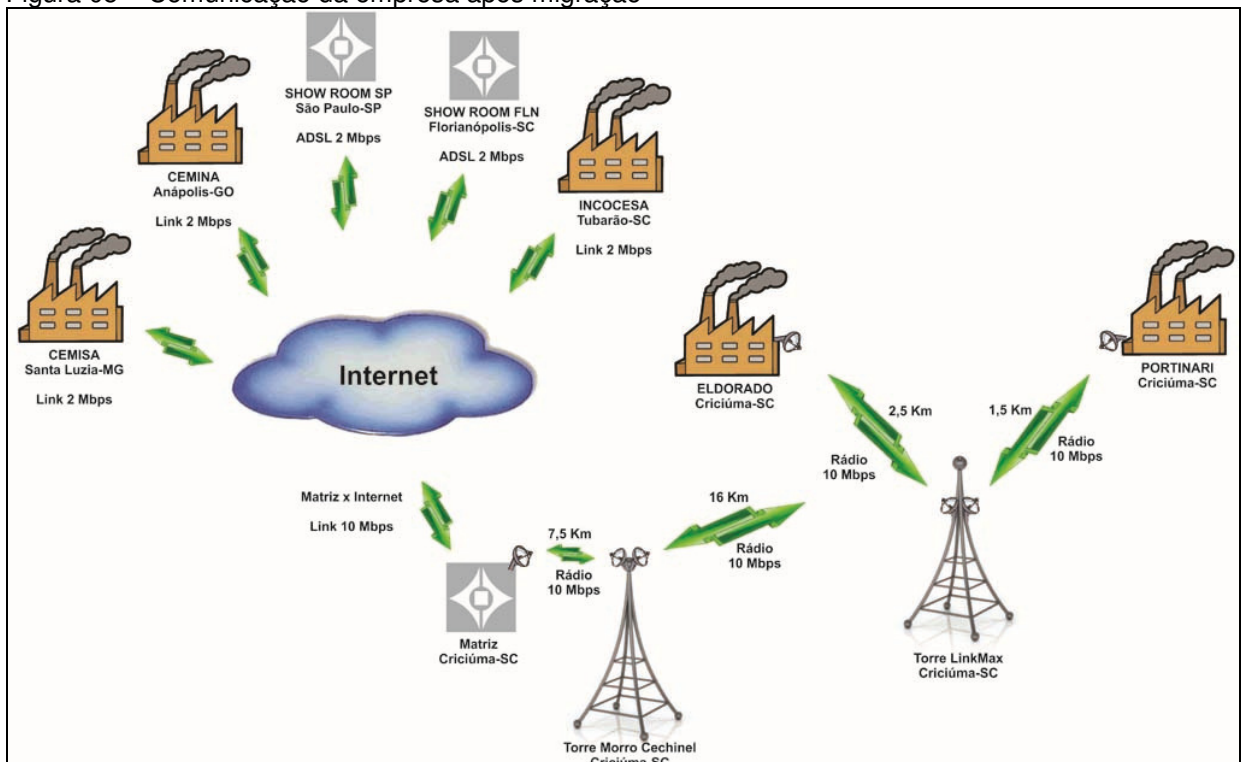 SHOW ROOM SP
São Paulo-SP
ADSL 2 Mbps
SHOW ROOM FLN
Florianópolis-SC
ADSL 2 Mbps
CEMINA
Anápolis-GO
Link 2 Mbps
INCOCESA
Tubarão-SC
Link 2 Mbps
CEMISA
Santa Luzia-MG
Link 2 Mbps
Internet
ELDORADO
Criciúma-SC
PORTINARI
Criciúma-SC
2,5 Km
Rádio
10 Mbps
1,5 Km
Rádio
10 Mbps
Matriz x Internet
Link 10 Mbps
7,5 Km
Rádio
10 Mbps
16 Km
Rádio
10 Mbps
Matriz
Criciúma-SC
Torre LinkMax
Criciúma-SC
Torre Morro Cechinel
Criciúma-SC